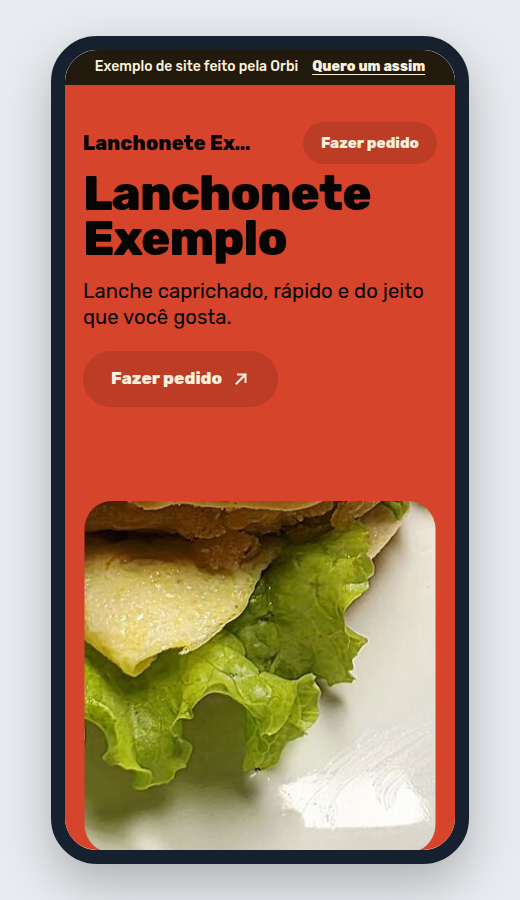 Exemplo de site feito pela Orbi Quero um assim
Lanchonete Ex... Fazer pedido
Lanchonete
Exemplo
Lanche caprichado, rápido e do jeito
que você gosta.
Fazer pedido